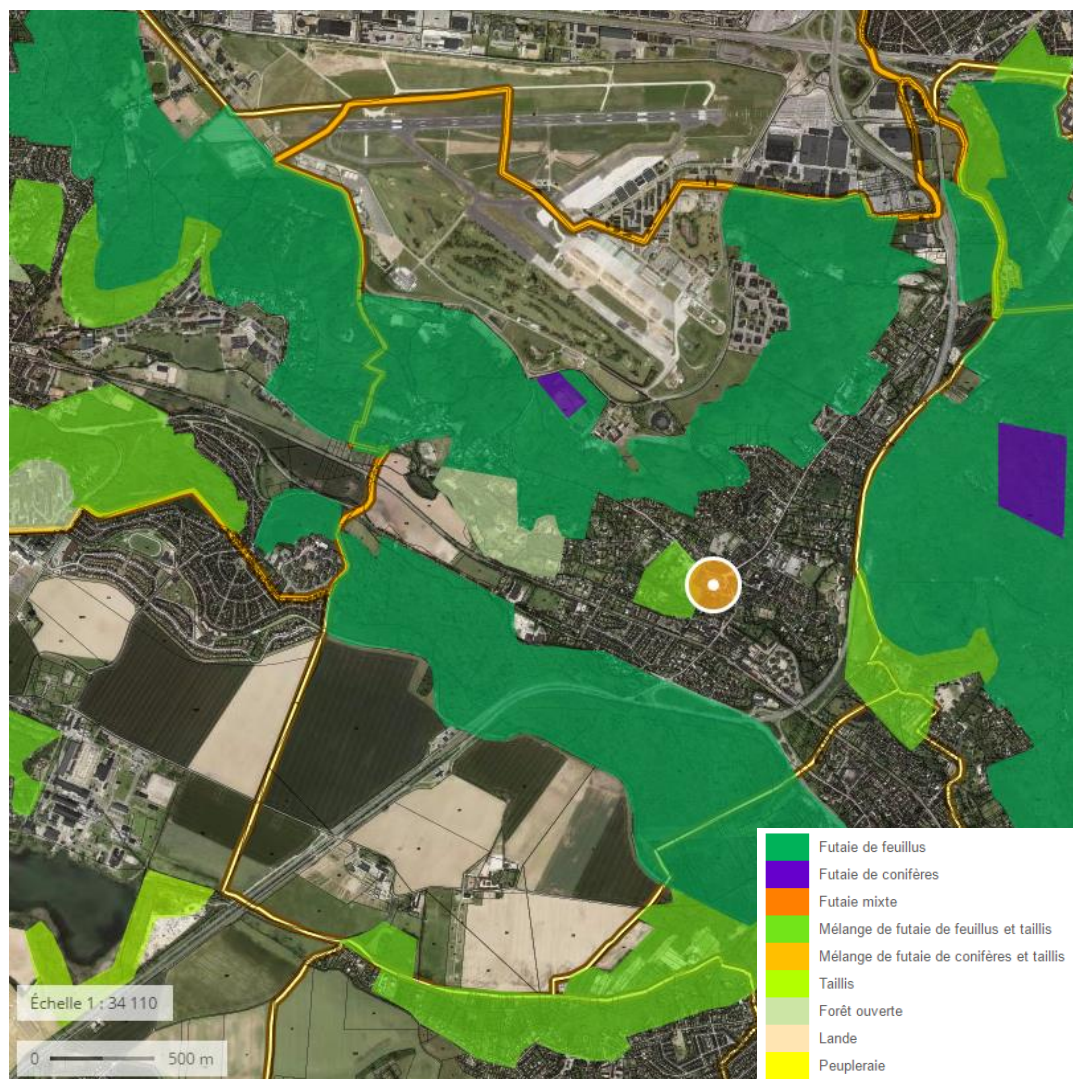 Futaie de feuillus
Futaie de conifères
Futaie mixte
Mélange de futaie de feuillus et taillis
Mélange de futaie de conifères et taillis
Taillis
Forêt ouverte
Lande
Peupleraie
Échelle 1 : 34 110
0 500 m